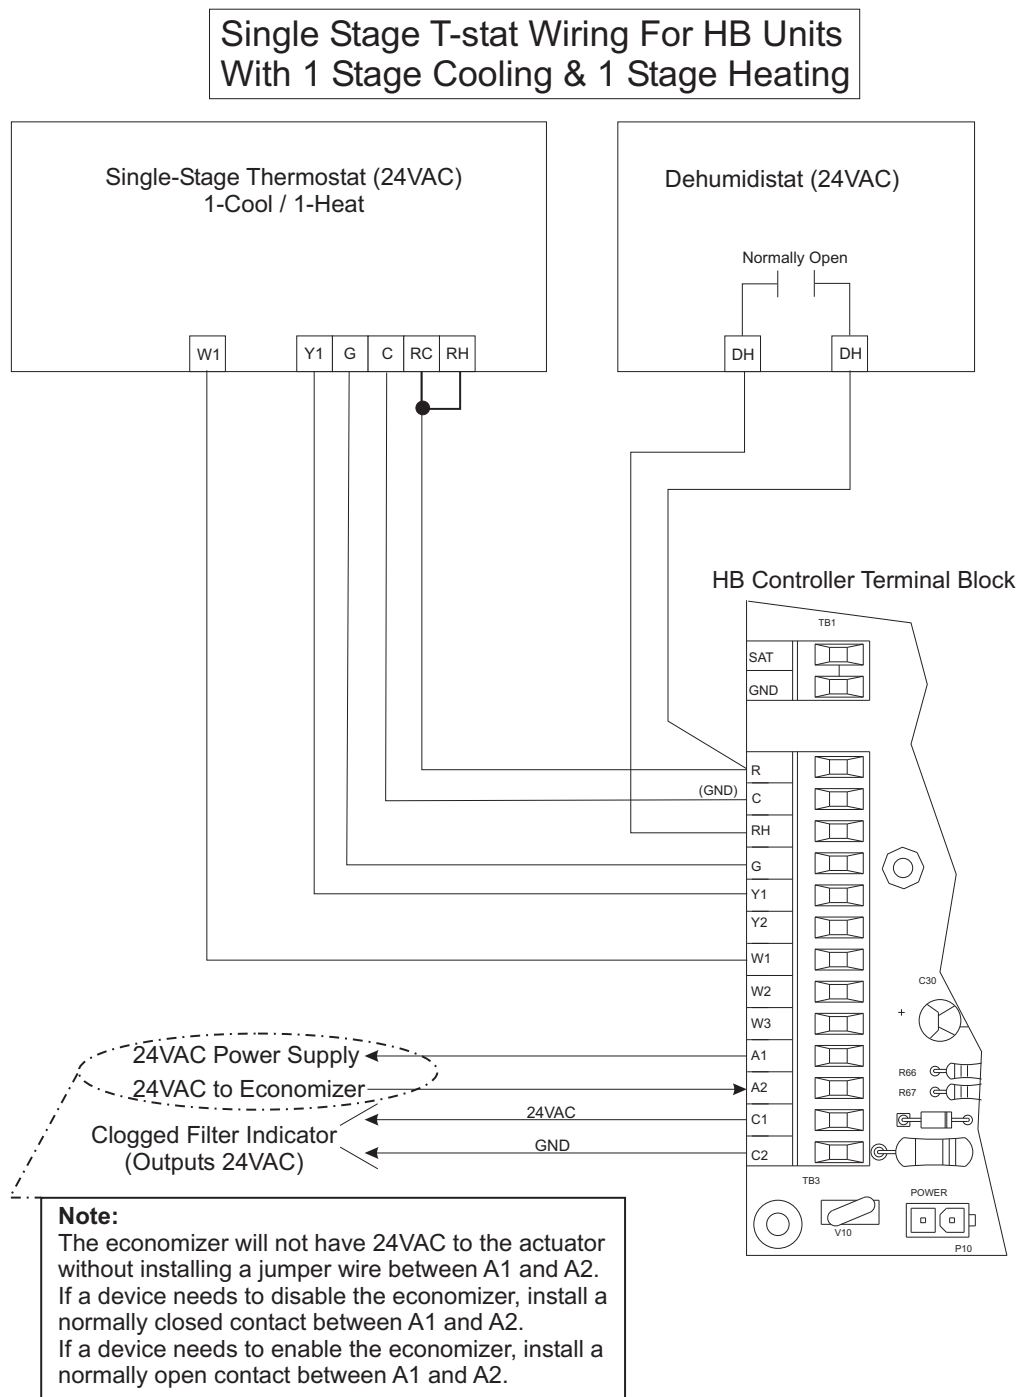 Single Stage T-stat Wiring For HB Units
With 1 Stage Cooling & 1 Stage Heating
Single-Stage Thermostat (24VAC)
1-Cool / 1-Heat
W1
Y1
G
C
RC
RH
Dehumidistat (24VAC)
Normally Open
DH
DH
HB Controller Terminal Block
TB1
SAT
GND
R
(GND)
C
RH
G
Y1
Y2
W1
W2
W3
A1
A2
C1
C2
C30
+
R66
R67
24VAC Power Supply
24VAC to Economizer
24VAC
Clogged Filter Indicator
(Outputs 24VAC)
GND
TB3
V10
POWER
P10
Note:
The economizer will not have 24VAC to the actuator
without installing a jumper wire between A1 and A2.
If a device needs to disable the economizer, install a
normally closed contact between A1 and A2.
If a device needs to enable the economizer, install a
normally open contact between A1 and A2.